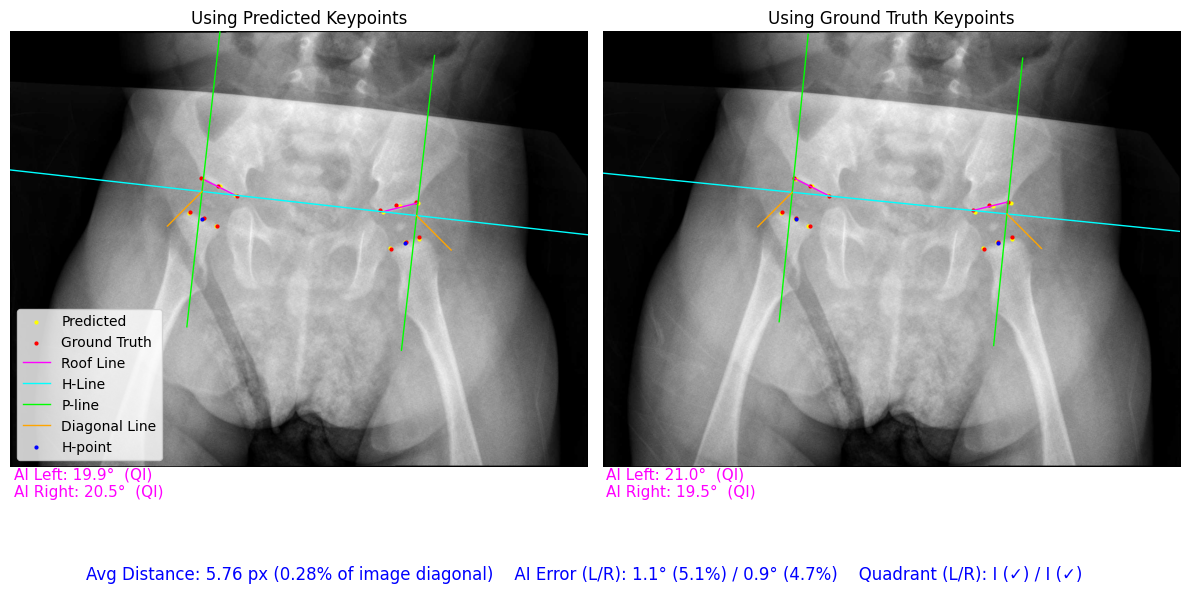 Using Predicted Keypoints
Using Ground Truth Keypoints
Predicted
Ground Truth
Roof Line
H-Line
P-line
Diagonal Line
H-point
AI Left: 19.9°  (QI)
AI Right: 20.5°  (QI)
AI Left: 21.0°  (QI)
AI Right: 19.5°  (QI)
Avg Distance: 5.76 px (0.28% of image diagonal)    AI Error (L/R): 1.1° (5.1%) / 0.9° (4.7%)    Quadrant (L/R): I (✓) / I (✓)